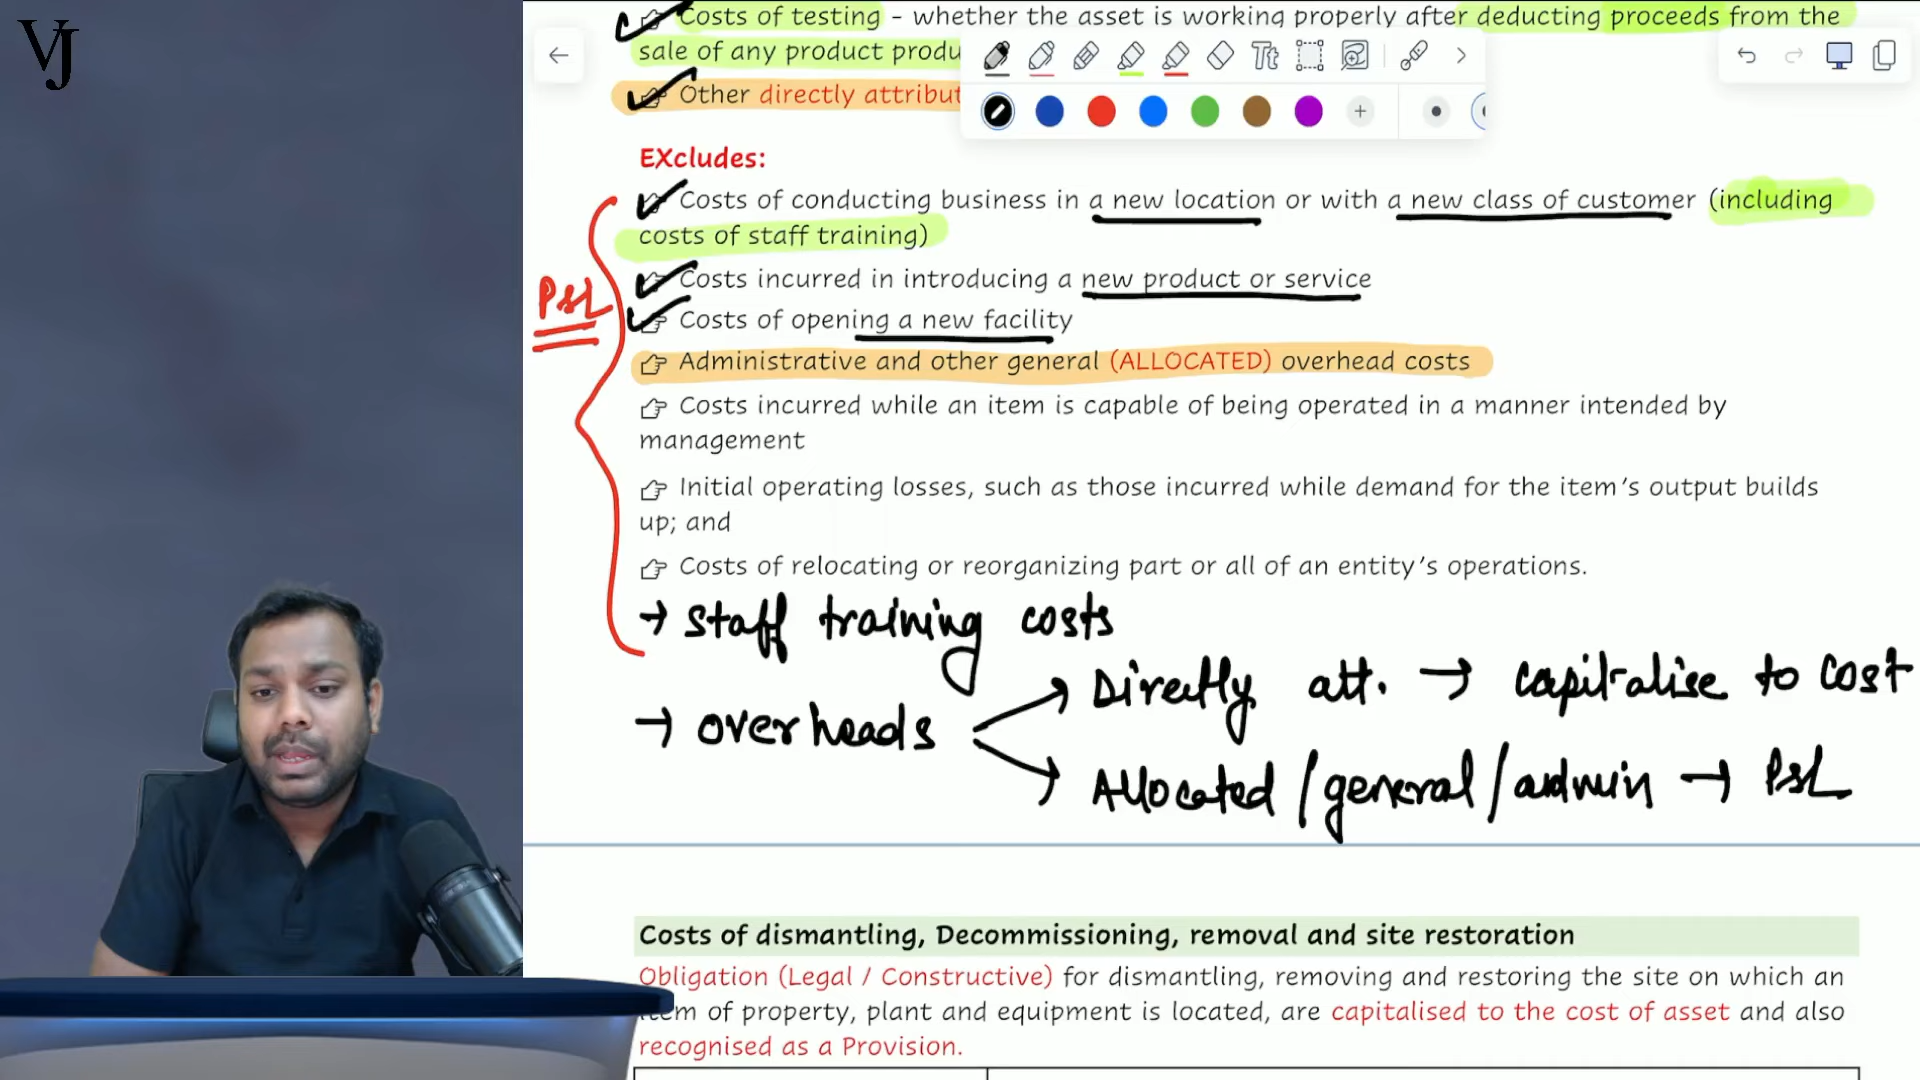 VJ
Costs of testing - whether the asset is working properly after deducting proceeds from the
sale of any product produ
Other directly attribut
Tt
EXcludes:
Costs of conducting business in a new location or with a new class of customer (including
costs of staff training)
Costs incurred in introducing a new product or service
P&L
Costs of opening a new facility
Administrative and other general (ALLOCATED) overhead costs
Costs incurred while an item is capable of being operated in a manner intended by
management
Initial operating losses, such as those incurred while demand for the item's output builds
up; and
Costs of relocating or reorganizing part or all of an entity's operations.
→ staff training costs
→ overheads
→ Directly att. → capitalise to cost
→ Allocated / general / admin → P&L
Costs of dismantling, Decommissioning, removal and site restoration
Obligation (Legal / Constructive) for dismantling, removing and restoring the site on which an
item of property, plant and equipment is located, are capitalised to the cost of asset and also
recognised as a Provision.